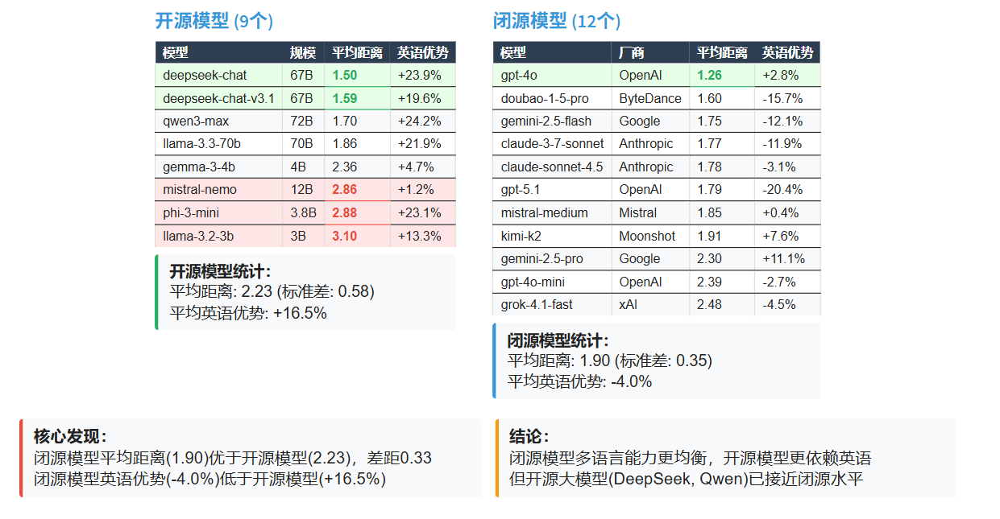 开源模型 (9个)
模型 规模 平均距离 英语优势
deepseek-chat 67B 1.50 +23.9%
deepseek-chat-v3.1 67B 1.59 +19.6%
qwen3-max 72B 1.70 +24.2%
llama-3.3-70b 70B 1.86 +21.9%
gemma-3-4b 4B 2.36 +4.7%
mistral-nemo 12B 2.86 +1.2%
phi-3-mini 3.8B 2.88 +23.1%
llama-3.2-3b 3B 3.10 +13.3%
开源模型统计：
平均距离: 2.23 (标准差: 0.58)
平均英语优势: +16.5%
闭源模型 (12个)
模型 厂商 平均距离 英语优势
gpt-4o OpenAI 1.26 +2.8%
doubao-1-5-pro ByteDance 1.60 -15.7%
gemini-2.5-flash Google 1.75 -12.1%
claude-3-7-sonnet Anthropic 1.77 -11.9%
claude-sonnet-4.5 Anthropic 1.78 -3.1%
gpt-5.1 OpenAI 1.79 -20.4%
mistral-medium Mistral 1.85 +0.4%
kimi-k2 Moonshot 1.91 +7.6%
gemini-2.5-pro Google 2.30 +11.1%
gpt-4o-mini OpenAI 2.39 -2.7%
grok-4.1-fast xAI 2.48 -4.5%
闭源模型统计：
平均距离: 1.90 (标准差: 0.35)
平均英语优势: -4.0%
核心发现：
闭源模型平均距离(1.90)优于开源模型(2.23)，差距0.33
闭源模型英语优势(-4.0%)低于开源模型(+16.5%)
结论：
闭源模型多语言能力更均衡，开源模型更依赖英语
但开源大模型(DeepSeek, Qwen)已接近闭源水平